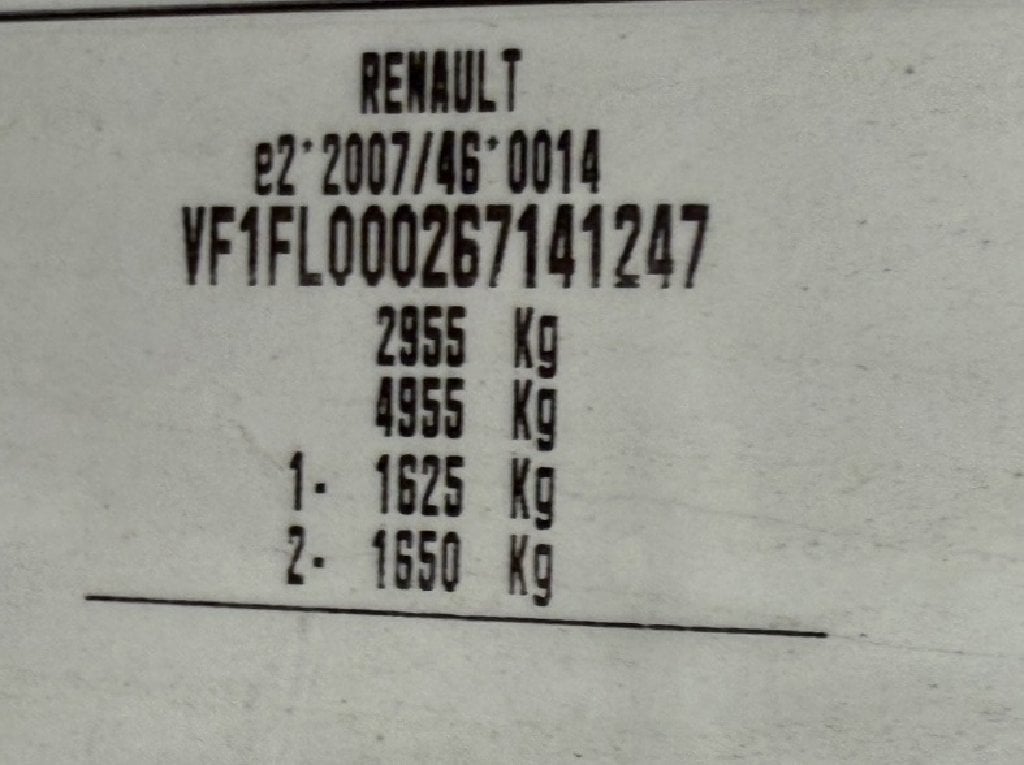 RENAULT
e2*2007/46*0014
VF1FL000267141247
2955 Kg
4955 Kg
1- 1625 Kg
2- 1650 Kg